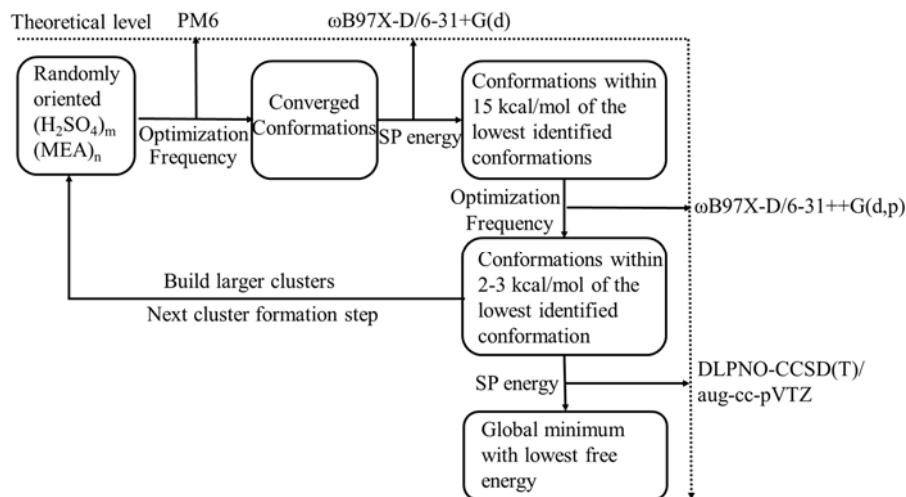 Theoretical level
PM6
ωB97X-D/6-31+G(d)
Randomly
oriented
(H₂SO₄)ₘ
(MEA)ₙ
Optimization
Frequency
Converged
Conformations
SP energy
Conformations within
15 kcal/mol of the
lowest identified
conformations
Optimization
Frequency
ωB97X-D/6-31++G(d,p)
Build larger clusters
Next cluster formation step
Conformations within
2-3 kcal/mol of the
lowest identified
conformation
SP energy
DLPNO-CCSD(T)/
aug-cc-pVTZ
Global minimum
with lowest free
energy